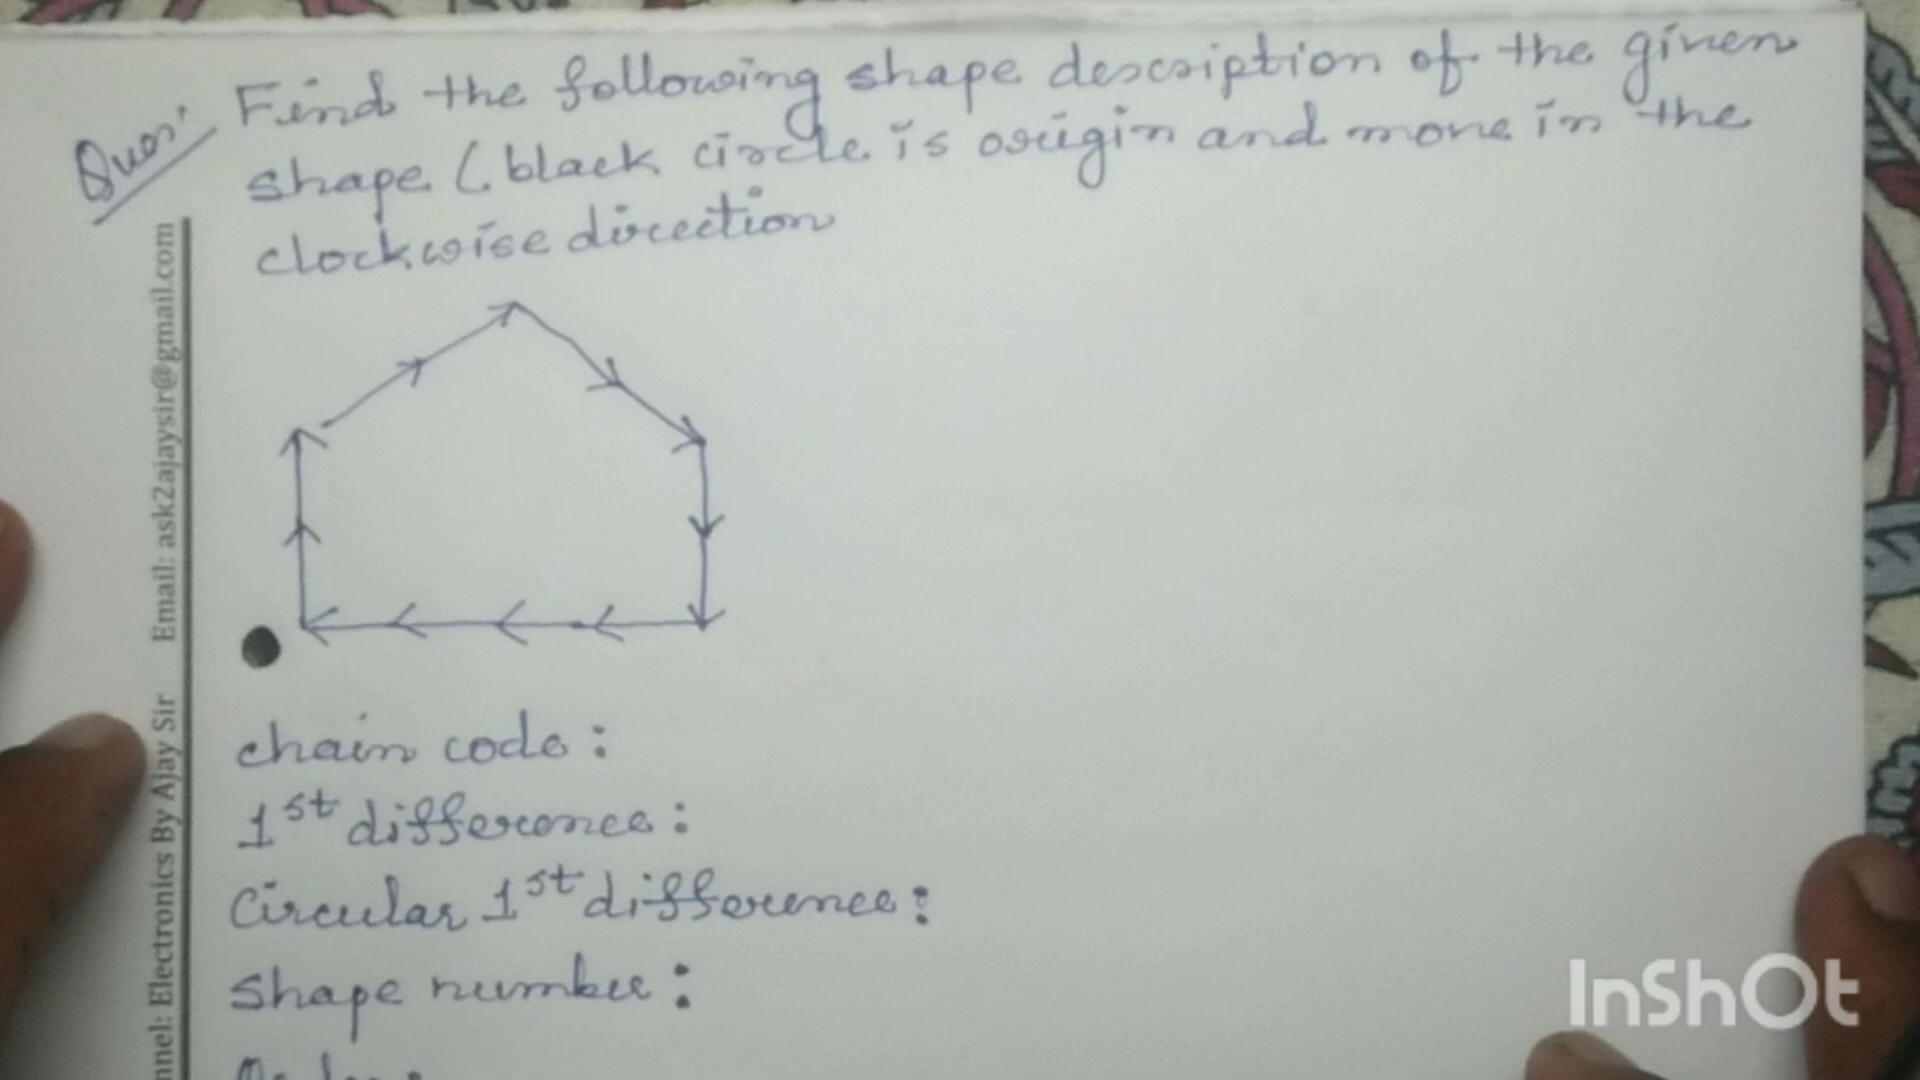 Ques: Find the following shape description of the given
shape (black circle is origin and move in the
clockwise direction
chain code:
1st difference:
Circular 1st difference:
Shape number:
Email: ask2ajaysir@gmail.com
Electronics By Ajay Sir
InShOt